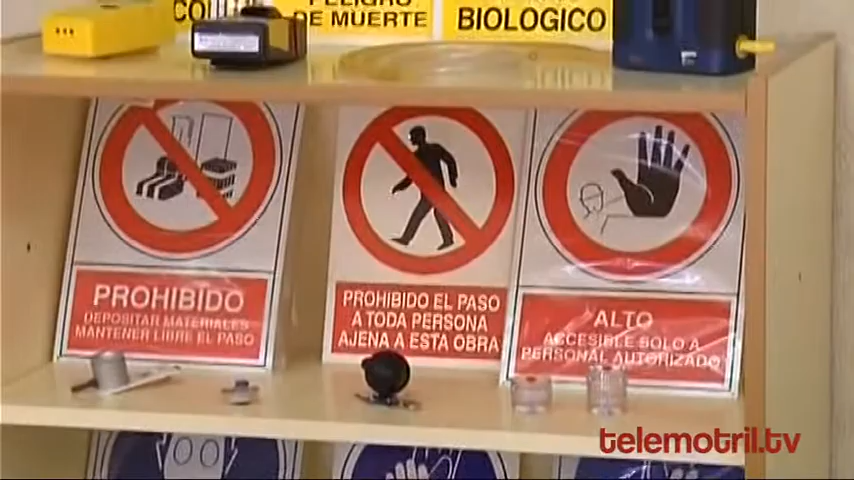 PELIGRO
DE MUERTE
BIOLOGICO
PROHIBIDO
DEPOSITAR MATERIALES
MANTENER LIBRE EL PASO
PROHIBIDO EL PASO
A TODA PERSONA
AJENA A ESTA OBRA
ALTO
ACCESIBLE SOLO A
PERSONAL AUTORIZADO
telemotril.tv